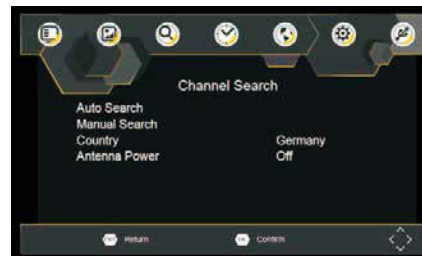 Channel Search
Auto Search
Manual Search
Country Germany
Antenna Power Off
Return Confirm